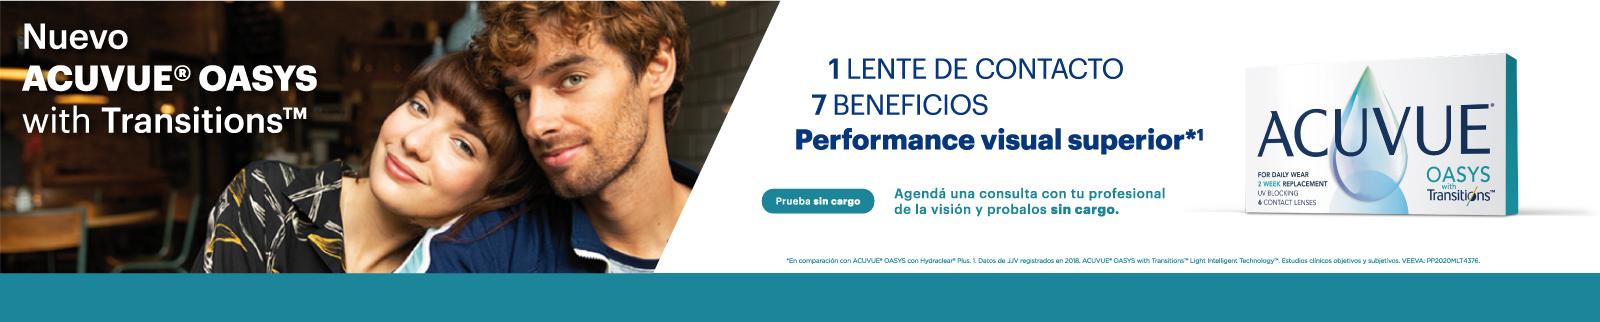 Nuevo
ACUVUE® OASYS
with Transitions™
1 LENTE DE CONTACTO
7 BENEFICIOS
Performance visual superior*1
Prueba sin cargo
Agendá una consulta con tu profesional
de la visión y probalos sin cargo.
ACUVUE®
OASYS
with
Transitions™
FOR DAILY WEAR
2 WEEK REPLACEMENT
UV BLOCKING
6 CONTACT LENSES
*En comparación con ACUVUE® OASYS con Hydraclear® Plus. 1. Datos de JJV registrados en 2018. ACUVUE® OASYS with Transitions™ Light Intelligent Technology™. Estudios clínicos objetivos y subjetivos. VEEVA: PP2020MLT4376.